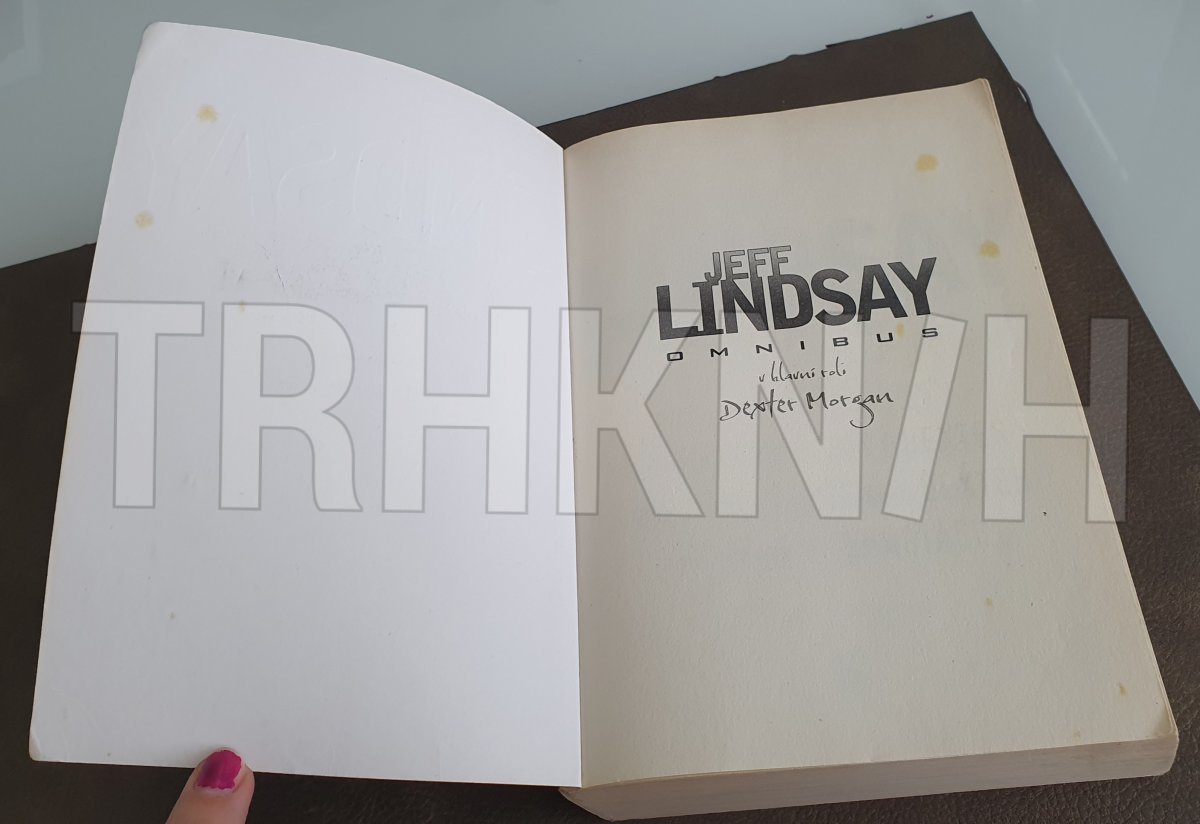 JEFF
LINDSAY
OMNIBUS
v hlavní roli
Dexter Morgan
TRHKNIH